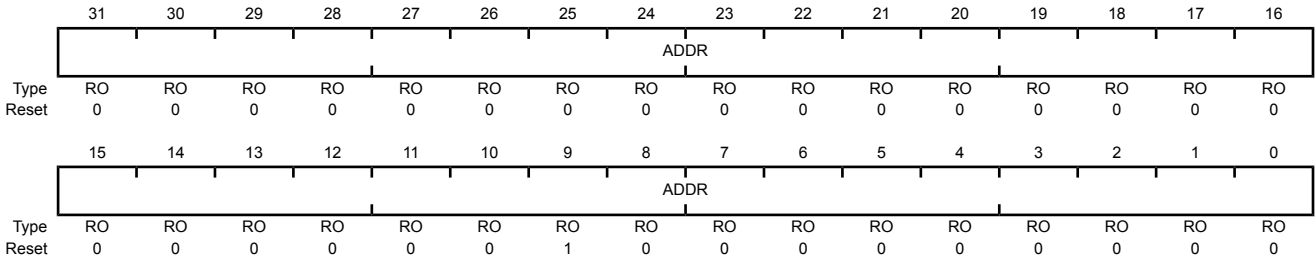 31 30 29 28 27 26 25 24 23 22 21 20 19 18 17 16
ADDR
Type RO RO RO RO RO RO RO RO RO RO RO RO RO RO RO RO
Reset 0 0 0 0 0 0 0 0 0 0 0 0 0 0 0 0
15 14 13 12 11 10 9 8 7 6 5 4 3 2 1 0
ADDR
Type RO RO RO RO RO RO RO RO RO RO RO RO RO RO RO RO
Reset 0 0 0 0 0 0 1 0 0 0 0 0 0 0 0 0